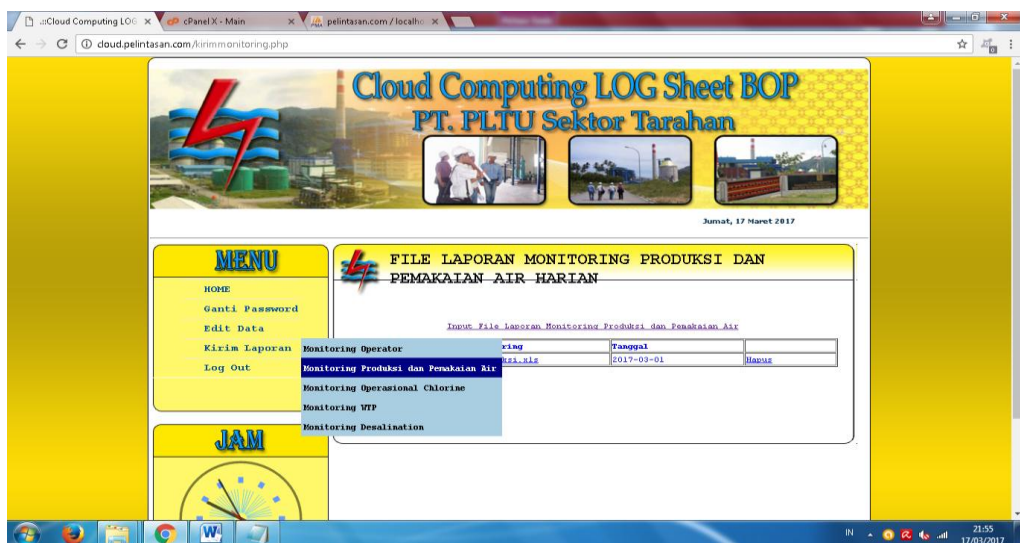 .::Cloud Computing LOG
cPanel X - Main
pelintasan.com / localho
cloud.pelintasan.com/kirimmonitoring.php
Cloud Computing LOG Sheet BOP
PT. PLTU Sektor Tarahan
Jumat, 17 Maret 2017
MENU
HOME
Ganti Password
Edit Data
Kirim Laporan
Log Out
Monitoring Operator
Monitoring Produksi dan Pemakaian Air
Monitoring Operasional Chlorine
Monitoring WTP
Monitoring Desalination
FILE LAPORAN MONITORING PRODUKSI DAN
PEMAKAIAN AIR HARIAN
Input File Laporan Monitoring Produksi dan Pemakaian Air
ring Tanggal
ksi.xls 2017-03-01 Hapus
JAM
IN
21:55
17/03/2017